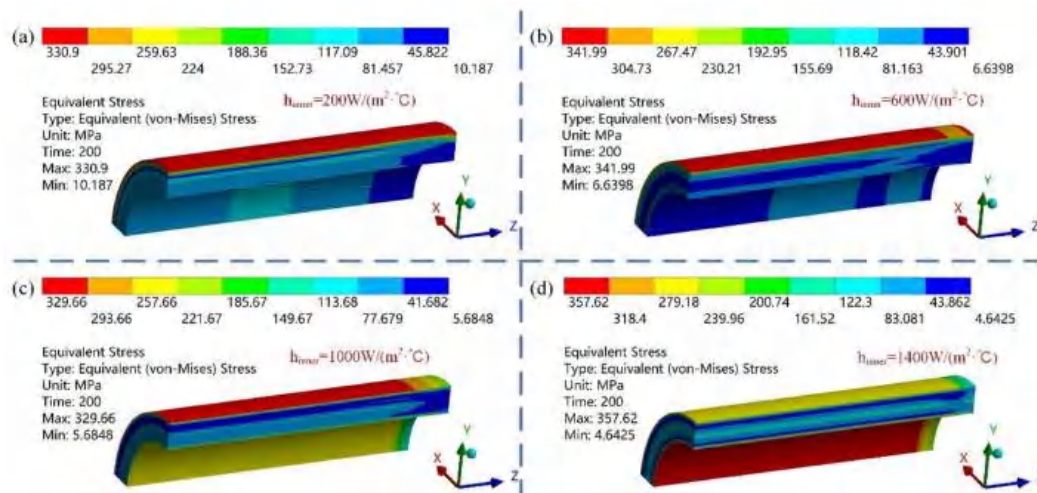 (a)
330.9 259.63 188.36 117.09 45.822
295.27 224 152.73 81.457 10.187
hinner=200W/(m²·℃)
Equivalent Stress
Type: Equivalent (von-Mises) Stress
Unit: MPa
Time: 200
Max: 330.9
Min: 10.187
X
Y
Z
(b)
341.99 267.47 192.95 118.42 43.901
304.73 230.21 155.69 81.163 6.6398
hinner=600W/(m²·℃)
Equivalent Stress
Type: Equivalent (von-Mises) Stress
Unit: MPa
Time: 200
Max: 341.99
Min: 6.6398
X
Y
Z
(c)
329.66 257.66 185.67 113.68 41.682
293.66 221.67 149.67 77.679 5.6848
hinner=1000W/(m²·℃)
Equivalent Stress
Type: Equivalent (von-Mises) Stress
Unit: MPa
Time: 200
Max: 329.66
Min: 5.6848
X
Y
Z
(d)
357.62 279.18 200.74 122.3 43.862
318.4 239.96 161.52 83.081 4.6425
hinner=1400W/(m²·℃)
Equivalent Stress
Type: Equivalent (von-Mises) Stress
Unit: MPa
Time: 200
Max: 357.62
Min: 4.6425
X
Y
Z